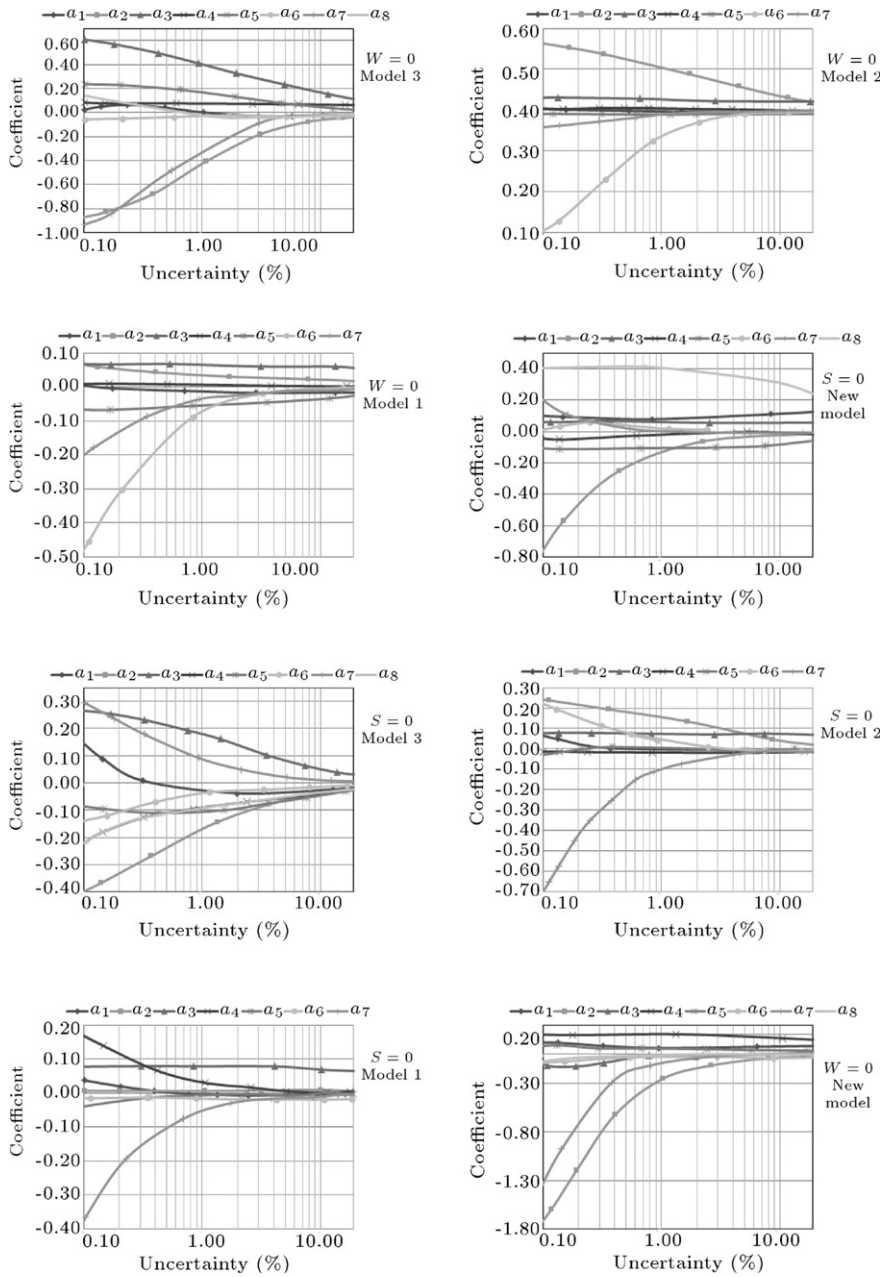 a1 a2 a3 a4 a5 a6 a7 a8
0.60
0.40
0.20
0.00
-0.20
-0.40
-0.60
-0.80
-1.00
Coefficient
0.10 1.00 10.00
Uncertainty (%)
W = 0
Model 3
a1 a2 a3 a4 a5 a6 a7
0.60
0.50
0.40
0.30
0.20
0.10
Coefficient
0.10 1.00 10.00
Uncertainty (%)
W = 0
Model 2
a1 a2 a3 a4 a5 a6 a7
0.10
0.00
-0.10
-0.20
-0.30
-0.40
-0.50
Coefficient
0.10 1.00 10.00
Uncertainty (%)
W = 0
Model 1
a1 a2 a3 a4 a5 a6 a7 a8
0.40
0.20
0.00
-0.20
-0.40
-0.60
-0.80
Coefficient
0.10 1.00 10.00
Uncertainty (%)
S = 0
New
model
a1 a2 a3 a4 a5 a6 a7 a8
0.30
0.20
0.10
0.00
-0.10
-0.20
-0.30
-0.40
Coefficient
0.10 1.00 10.00
Uncertainty (%)
S = 0
Model 3
a1 a2 a3 a4 a5 a6 a7
0.30
0.20
0.10
0.00
-0.10
-0.20
-0.30
-0.40
-0.50
-0.60
-0.70
Coefficient
0.10 1.00 10.00
Uncertainty (%)
S = 0
Model 2
a1 a2 a3 a4 a5 a6 a7
0.20
0.10
0.00
-0.10
-0.20
-0.30
-0.40
Coefficient
0.10 1.00 10.00
Uncertainty (%)
S = 0
Model 1
a1 a2 a3 a4 a5 a6 a7 a8
0.20
-0.30
-0.80
-1.30
-1.80
Coefficient
0.10 1.00 10.00
Uncertainty (%)
W = 0
New
model